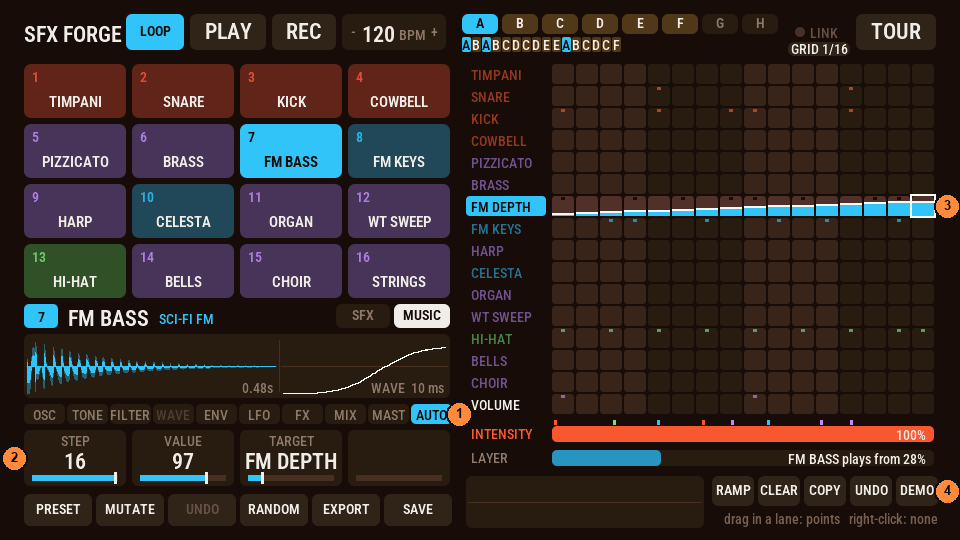 SFX FORGE LOOP PLAY REC - 120 BPM +
A B C D E F G H
A B A B C D C D E E A B C D C F
LINK
GRID 1/16
TOUR
1 TIMPANI
2 SNARE
3 KICK
4 COWBELL
5 PIZZICATO
6 BRASS
7 FM BASS
8 FM KEYS
9 HARP
10 CELESTA
11 ORGAN
12 WT SWEEP
13 HI-HAT
14 BELLS
15 CHOIR
16 STRINGS
TIMPANI
SNARE
KICK
COWBELL
PIZZICATO
BRASS
FM DEPTH
3
FM KEYS
HARP
CELESTA
ORGAN
WT SWEEP
HI-HAT
BELLS
CHOIR
VOLUME
INTENSITY 100%
LAYER FM BASS plays from 28%
7 FM BASS SCI-FI FM SFX MUSIC
0.48s WAVE 10 ms
OSC TONE FILTER WAVE ENV LFO FX MIX MAST AUTO 1
2
STEP 16
VALUE 97
TARGET FM DEPTH
PRESET MUTATE UNDO RANDOM EXPORT SAVE
RAMP CLEAR COPY UNDO DEMO 4
drag in a lane: points right-click: none